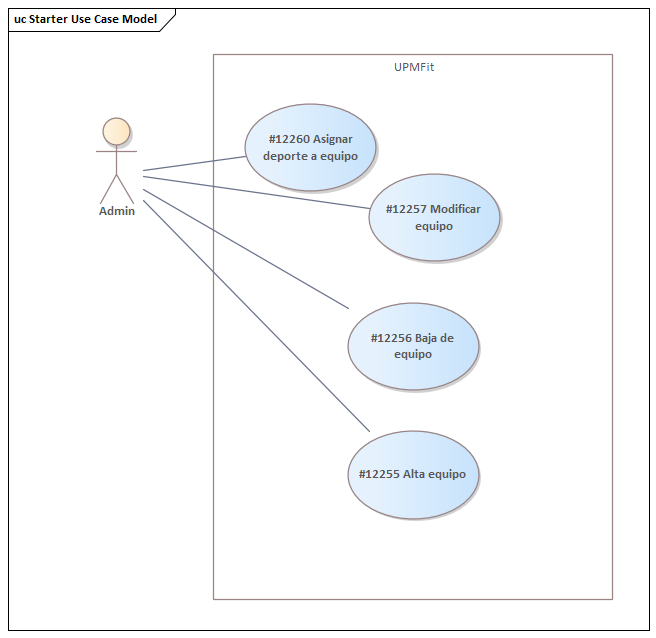 uc Starter Use Case Model
UPMFit
#12260 Asignar
deporte a equipo
#12257 Modificar
equipo
Admin
#12256 Baja de
equipo
#12255 Alta equipo